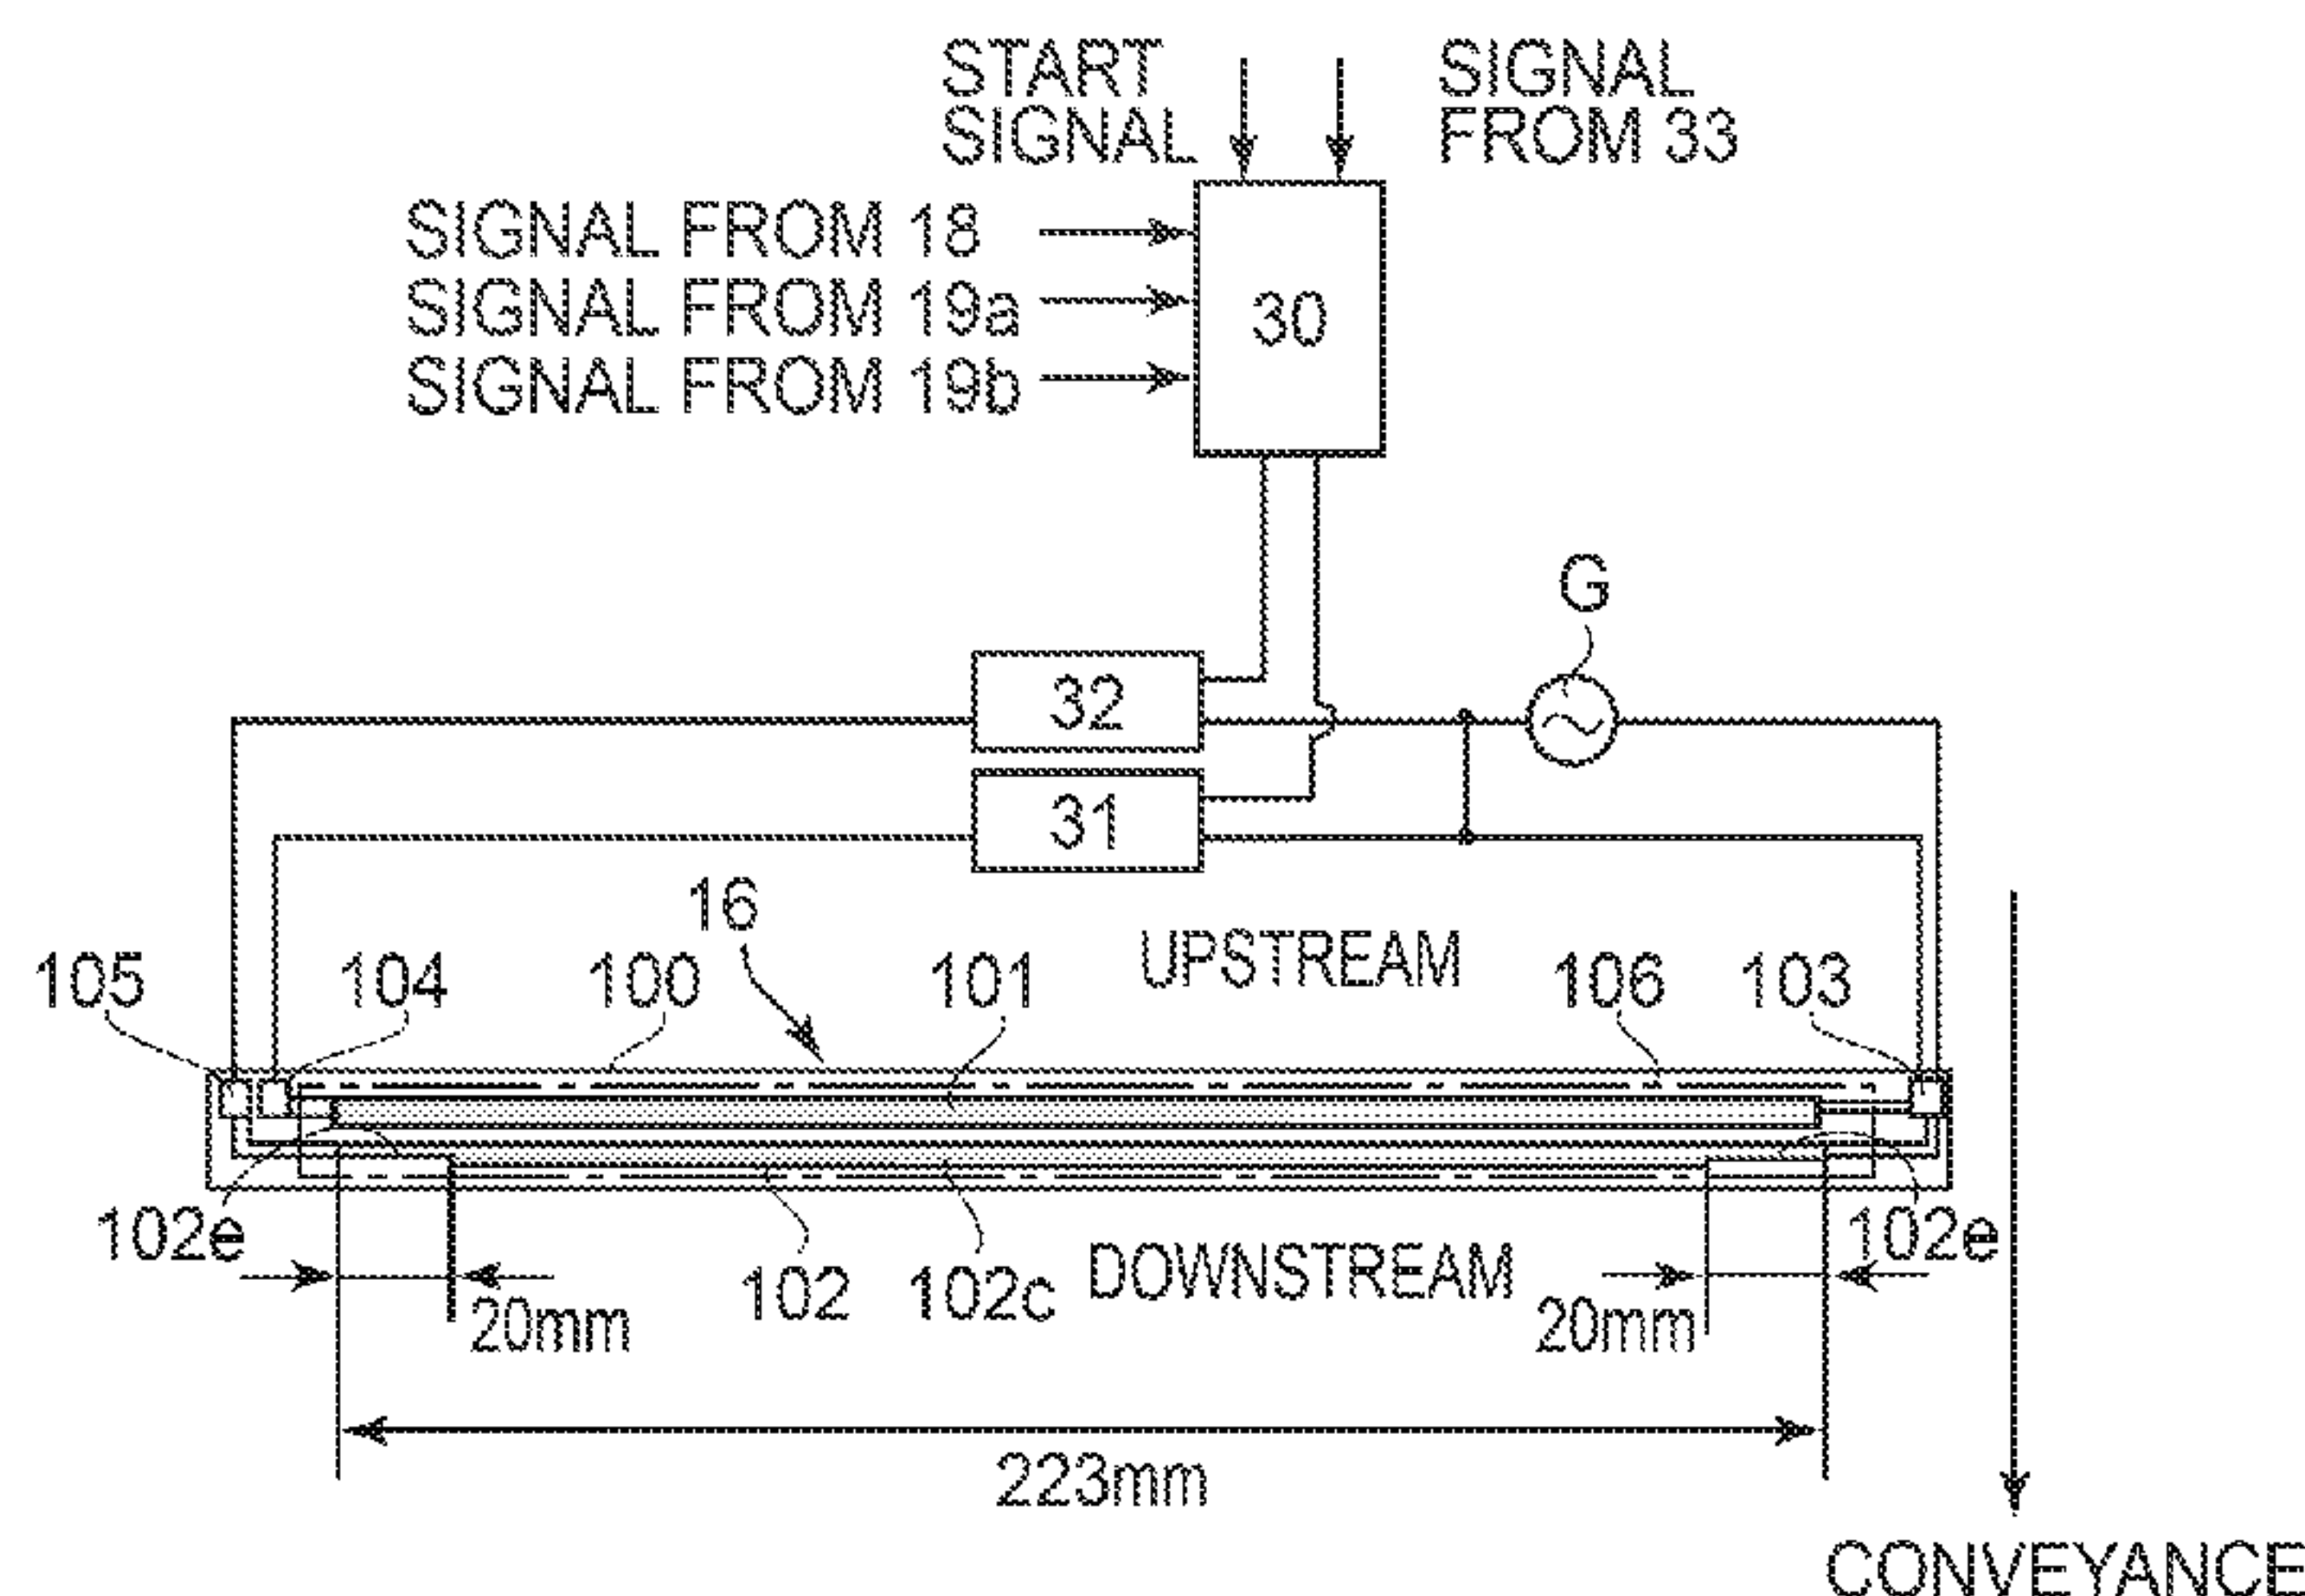 START
SIGNAL
SIGNAL
FROM 33
SIGNAL FROM 18
SIGNAL FROM 19a
SIGNAL FROM 19b
30
G
32
31
16
UPSTREAM
105
104
100
101
106
103
102e
102
102c
DOWNSTREAM
102e
20mm
20mm
223mm
CONVEYANCE